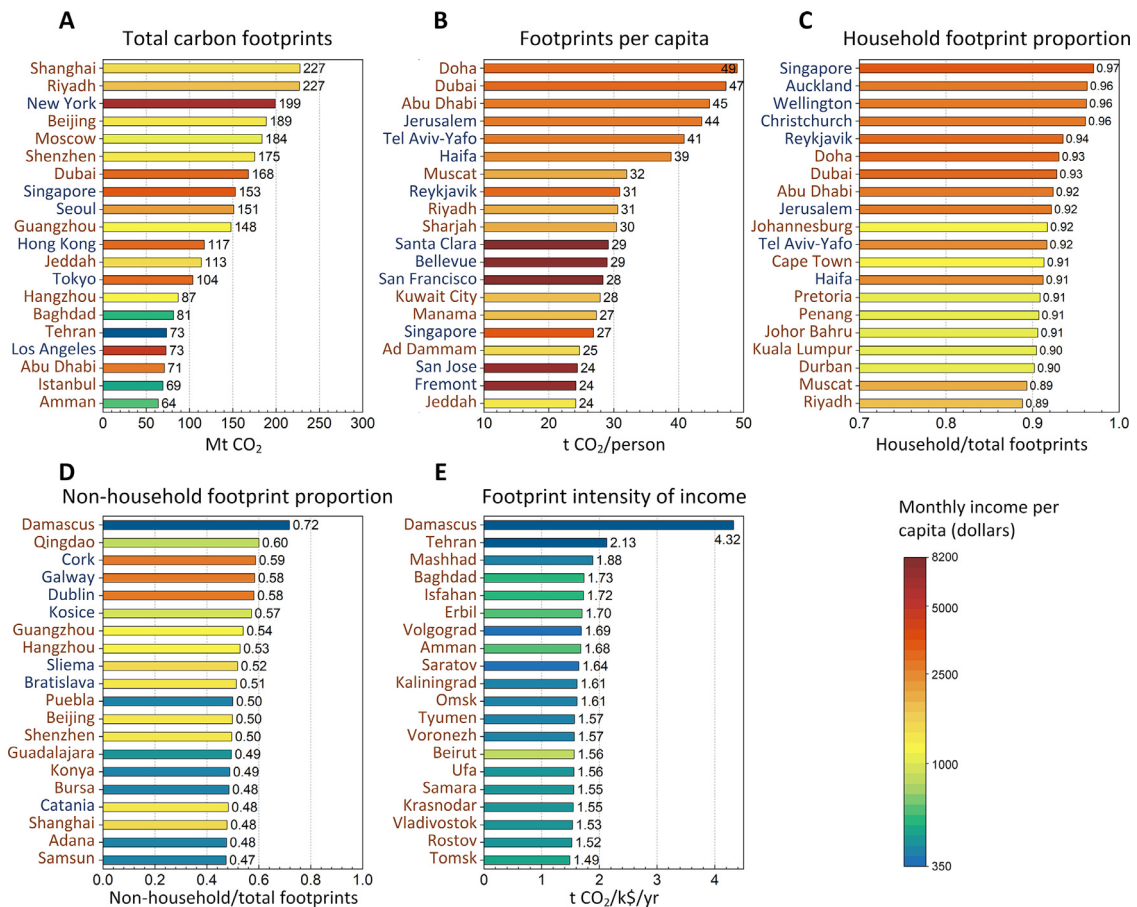 A
Total carbon footprints
Shanghai 227
Riyadh 227
New York 199
Beijing 189
Moscow 184
Shenzhen 175
Dubai 168
Singapore 153
Seoul 151
Guangzhou 148
Hong Kong 117
Jeddah 113
Tokyo 104
Hangzhou 87
Baghdad 81
Tehran 73
Los Angeles 73
Abu Dhabi 71
Istanbul 69
Amman 64
0 50 100 150 200 250 300
Mt CO₂
B
Footprints per capita
Doha 49
Dubai 47
Abu Dhabi 45
Jerusalem 44
Tel Aviv-Yafo 41
Haifa 39
Muscat 32
Reykjavik 31
Riyadh 31
Sharjah 30
Santa Clara 29
Bellevue 29
San Francisco 28
Kuwait City 28
Manama 27
Singapore 27
Ad Dammam 25
San Jose 24
Fremont 24
Jeddah 24
10 20 30 40 50
t CO₂/person
C
Household footprint proportion
Singapore 0.97
Auckland 0.96
Wellington 0.96
Christchurch 0.96
Reykjavik 0.94
Doha 0.93
Dubai 0.93
Abu Dhabi 0.92
Jerusalem 0.92
Johannesburg 0.92
Tel Aviv-Yafo 0.92
Cape Town 0.91
Haifa 0.91
Pretoria 0.91
Penang 0.91
Johor Bahru 0.91
Kuala Lumpur 0.90
Durban 0.90
Muscat 0.89
Riyadh 0.89
0.7 0.8 0.9 1.0
Household/total footprints
D
Non-household footprint proportion
Damascus 0.72
Qingdao 0.60
Cork 0.59
Galway 0.58
Dublin 0.58
Kosice 0.57
Guangzhou 0.54
Hangzhou 0.53
Sliema 0.52
Bratislava 0.51
Puebla 0.50
Beijing 0.50
Shenzhen 0.50
Guadalajara 0.49
Konya 0.49
Bursa 0.48
Catania 0.48
Shanghai 0.48
Adana 0.48
Samsun 0.47
0.0 0.2 0.4 0.6 0.8 1.0
Non-household/total footprints
E
Footprint intensity of income
Damascus 4.32
Tehran 2.13
Mashhad 1.88
Baghdad 1.73
Isfahan 1.72
Erbil 1.70
Volgograd 1.69
Amman 1.68
Saratov 1.64
Kaliningrad 1.61
Omsk 1.61
Tyumen 1.57
Voronezh 1.57
Beirut 1.56
Ufa 1.56
Samara 1.55
Krasnodar 1.55
Vladivostok 1.53
Rostov 1.52
Tomsk 1.49
0 1 2 3 4
t CO₂/k$/yr
Monthly income per
capita (dollars)
8200
5000
2500
1000
350